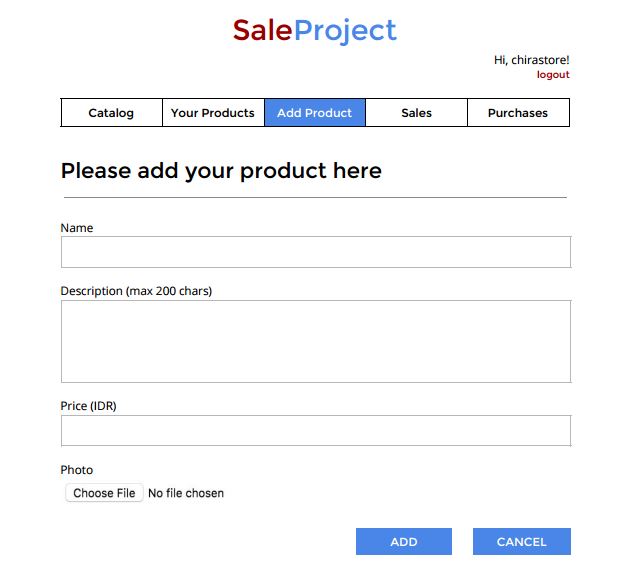 SaleProject
Hi, chirastore!
logout
Catalog Your Products Add Product Sales Purchases
Please add your product here
Name
Description (max 200 chars)
Price (IDR)
Photo
Choose File No file chosen
ADD CANCEL